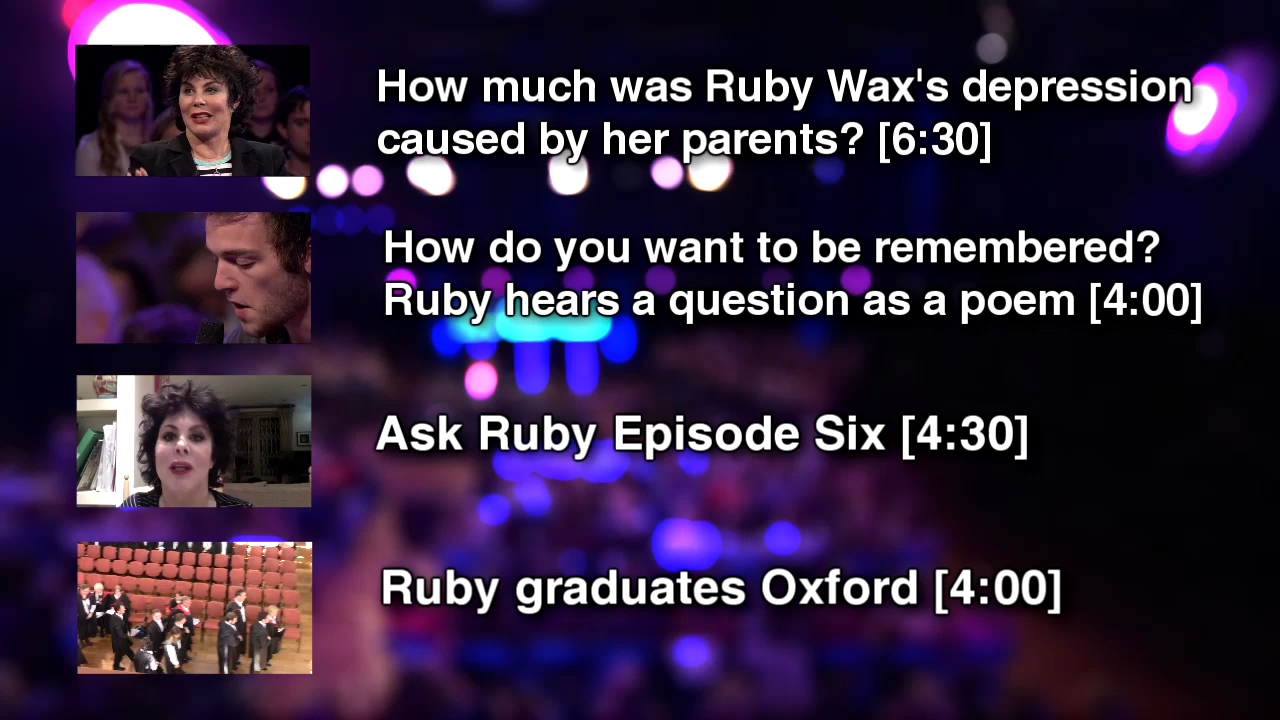 How much was Ruby Wax's depression
caused by her parents? [6:30]
How do you want to be remembered?
Ruby hears a question as a poem [4:00]
Ask Ruby Episode Six [4:30]
Ruby graduates Oxford [4:00]